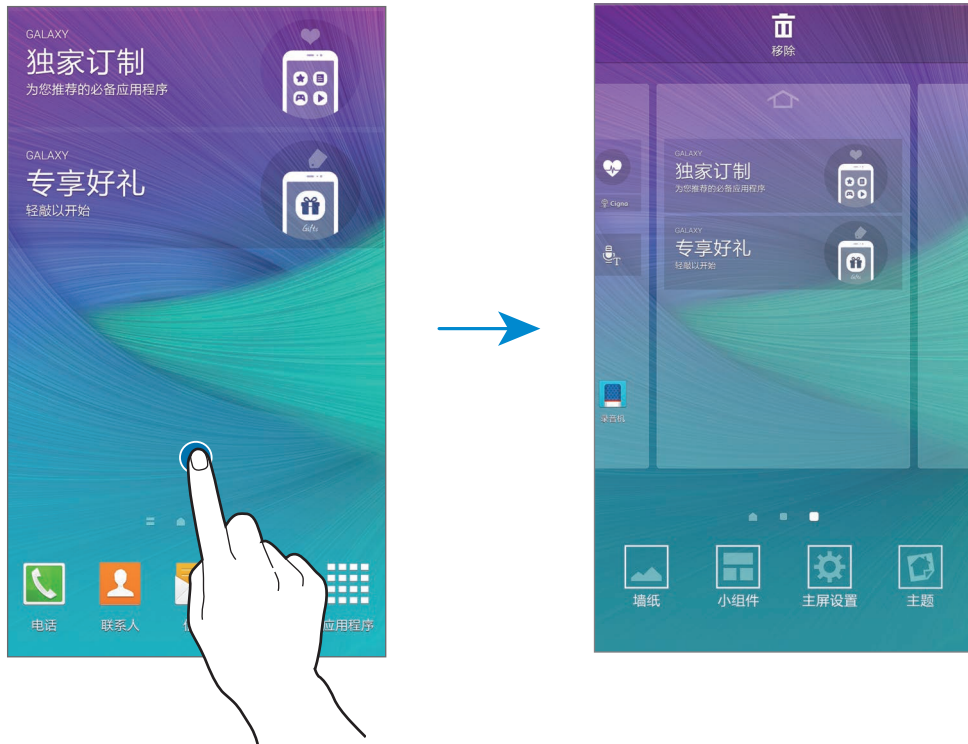 GALAXY
独家订制
为您推荐的必备应用程序
GALAXY
专享好礼
轻敲以开始
Gifts
电话
联系人
应用程序
移除
GALAXY
独家订制
为您推荐的必备应用程序
Cigna
GALAXY
专享好礼
轻敲以开始
T
录音机
墙纸
小组件
主屏设置
主题